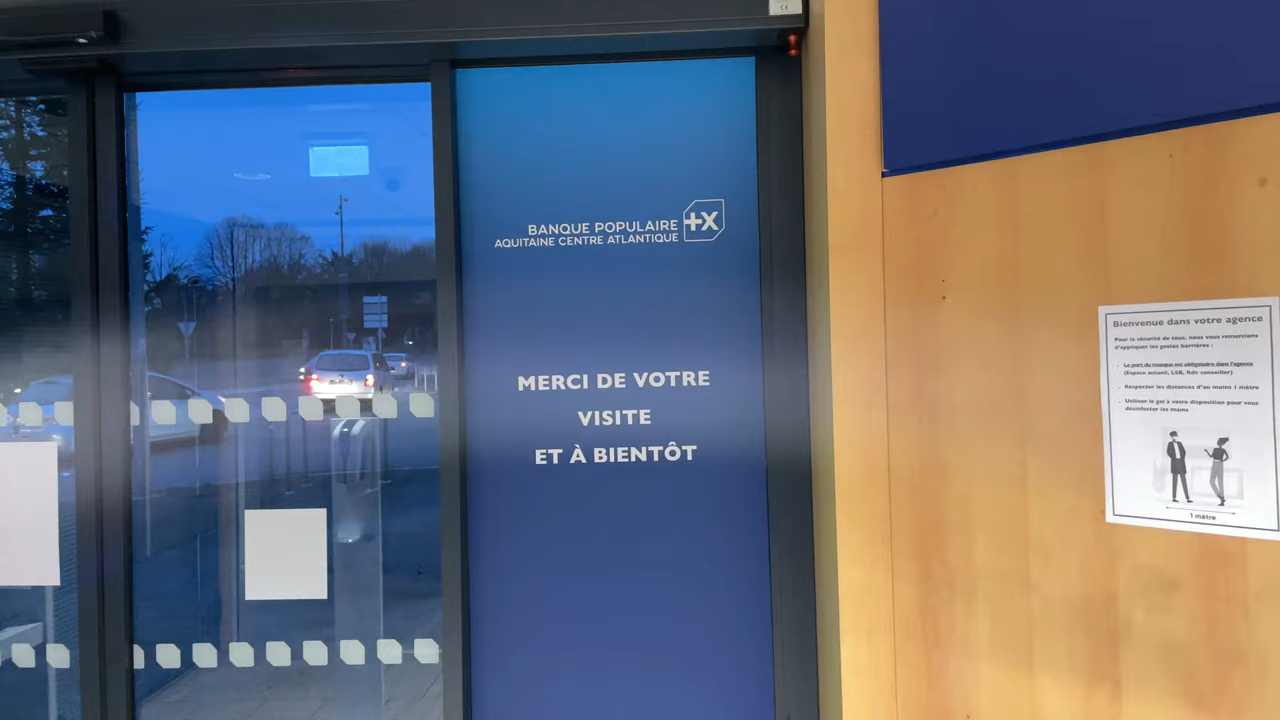 BANQUE POPULAIRE
AQUITAINE CENTRE ATLANTIQUE
+X
MERCI DE VOTRE
VISITE
ET À BIENTÔT
Bienvenue dans votre agence
Pour la sécurité de tous, nous vous remercions
d'appliquer les gestes barrières :
- Le port du masque est obligatoire dans l'agence
(Espace accueil, LSB, Rdv conseiller)
- Respecter les distances d'au moins 1 mètre
- Utiliser le gel à votre disposition pour vous
désinfecter les mains
1 mètre
CE